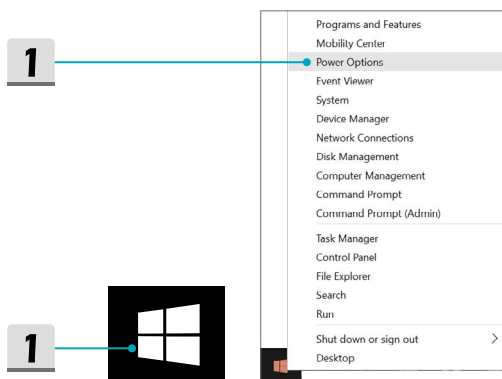 1
Programs and Features
Mobility Center
Power Options
Event Viewer
System
Device Manager
Network Connections
Disk Management
Computer Management
Command Prompt
Command Prompt (Admin)
Task Manager
Control Panel
File Explorer
Search
Run
Shut down or sign out
Desktop
1